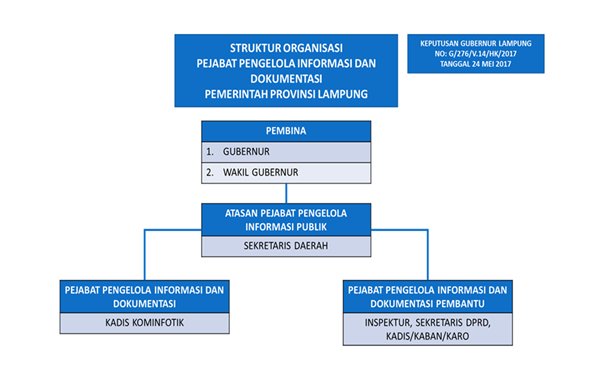 STRUKTUR ORGANISASI
PEJABAT PENGELOLA INFORMASI DAN
DOKUMENTASI
PEMERINTAH PROVINSI LAMPUNG
KEPUTUSAN GUBERNUR LAMPUNG
NO: G/276/V.14/HK/2017
TANGGAL 24 MEI 2017
PEMBINA
1. GUBERNUR
2. WAKIL GUBERNUR
ATASAN PEJABAT PENGELOLA
INFORMASI PUBLIK
SEKRETARIS DAERAH
PEJABAT PENGELOLA INFORMASI DAN
DOKUMENTASI
KADIS KOMINFOTIK
PEJABAT PENGELOLA INFORMASI DAN
DOKUMENTASI PEMBANTU
INSPEKTUR, SEKRETARIS DPRD,
KADIS/KABAN/KARO